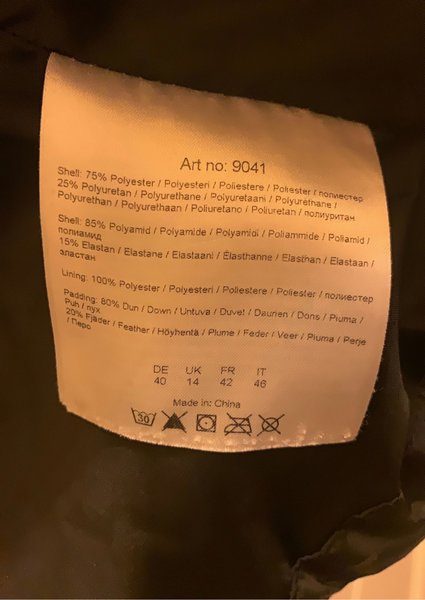 Art no: 9041
Shell: 75% Polyester / Polyesteri / Poliestere / Pokester / полиестер
25% Polyuretan / Polyurethane / Polyuretaani / Polyuréthane /
Polyurethan / Polyurethaan / Poliuretano / Poliuretan / полиуритан
Shell: 85% Polyamid / Polyamide / Polyamidi / Poliammide / Poliamid /
полиамид
15% Elastan / Elastane / Elastaani / Élasthanne / Elasthan / Elastaan /
эластан
Lining: 100% Polyester / Polyesteri / Poliestere / Poliester / полиестер
Padding: 80% Dun / Down / Untuva / Duvet / Daunen / Dons / Piuma /
Puh / пух
20% Fjäder / Feather / Höyhentä / Plume / Feder / Veer / Piuma / Perje
/ Перо
DE UK FR IT
40 14 42 46
Made in: China
30